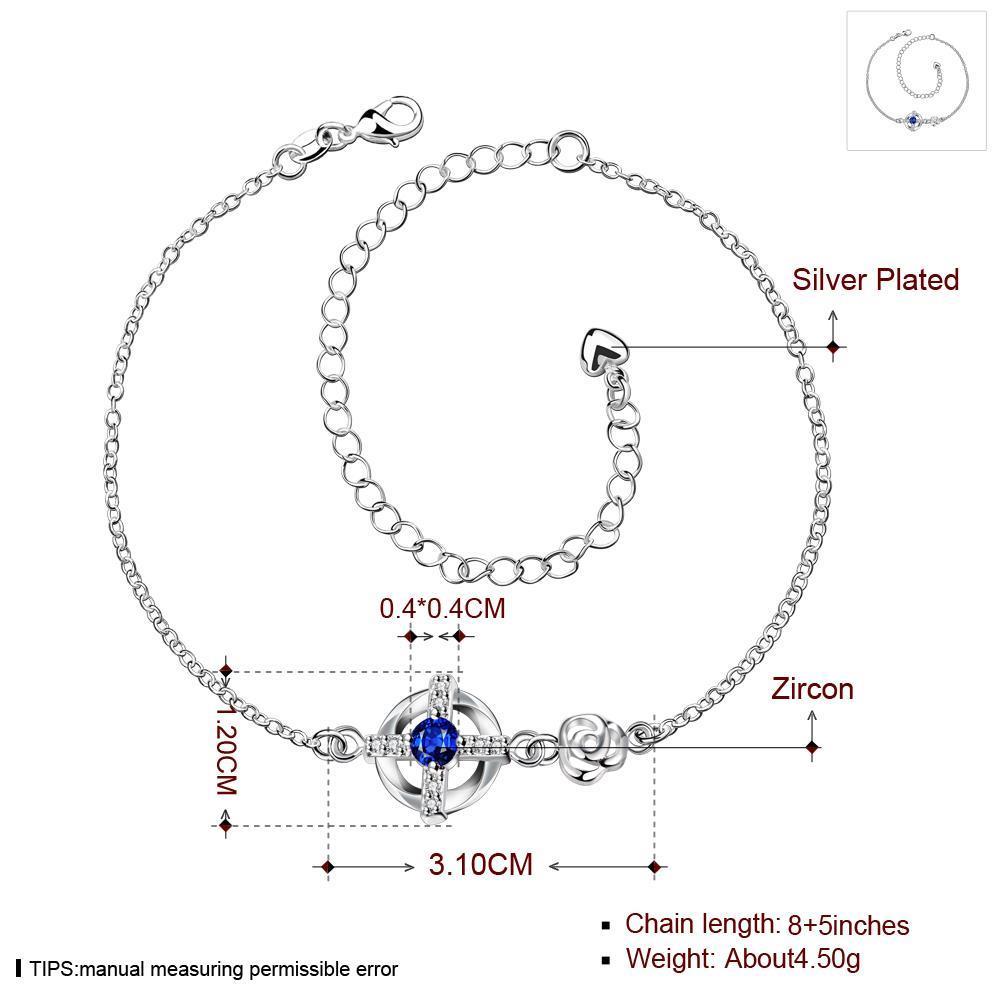 Silver Plated
0.4*0.4CM
Zircon
1.20CM
3.10CM
Chain length: 8+5inches
Weight: About4.50g
TIPS:manual measuring permissible error